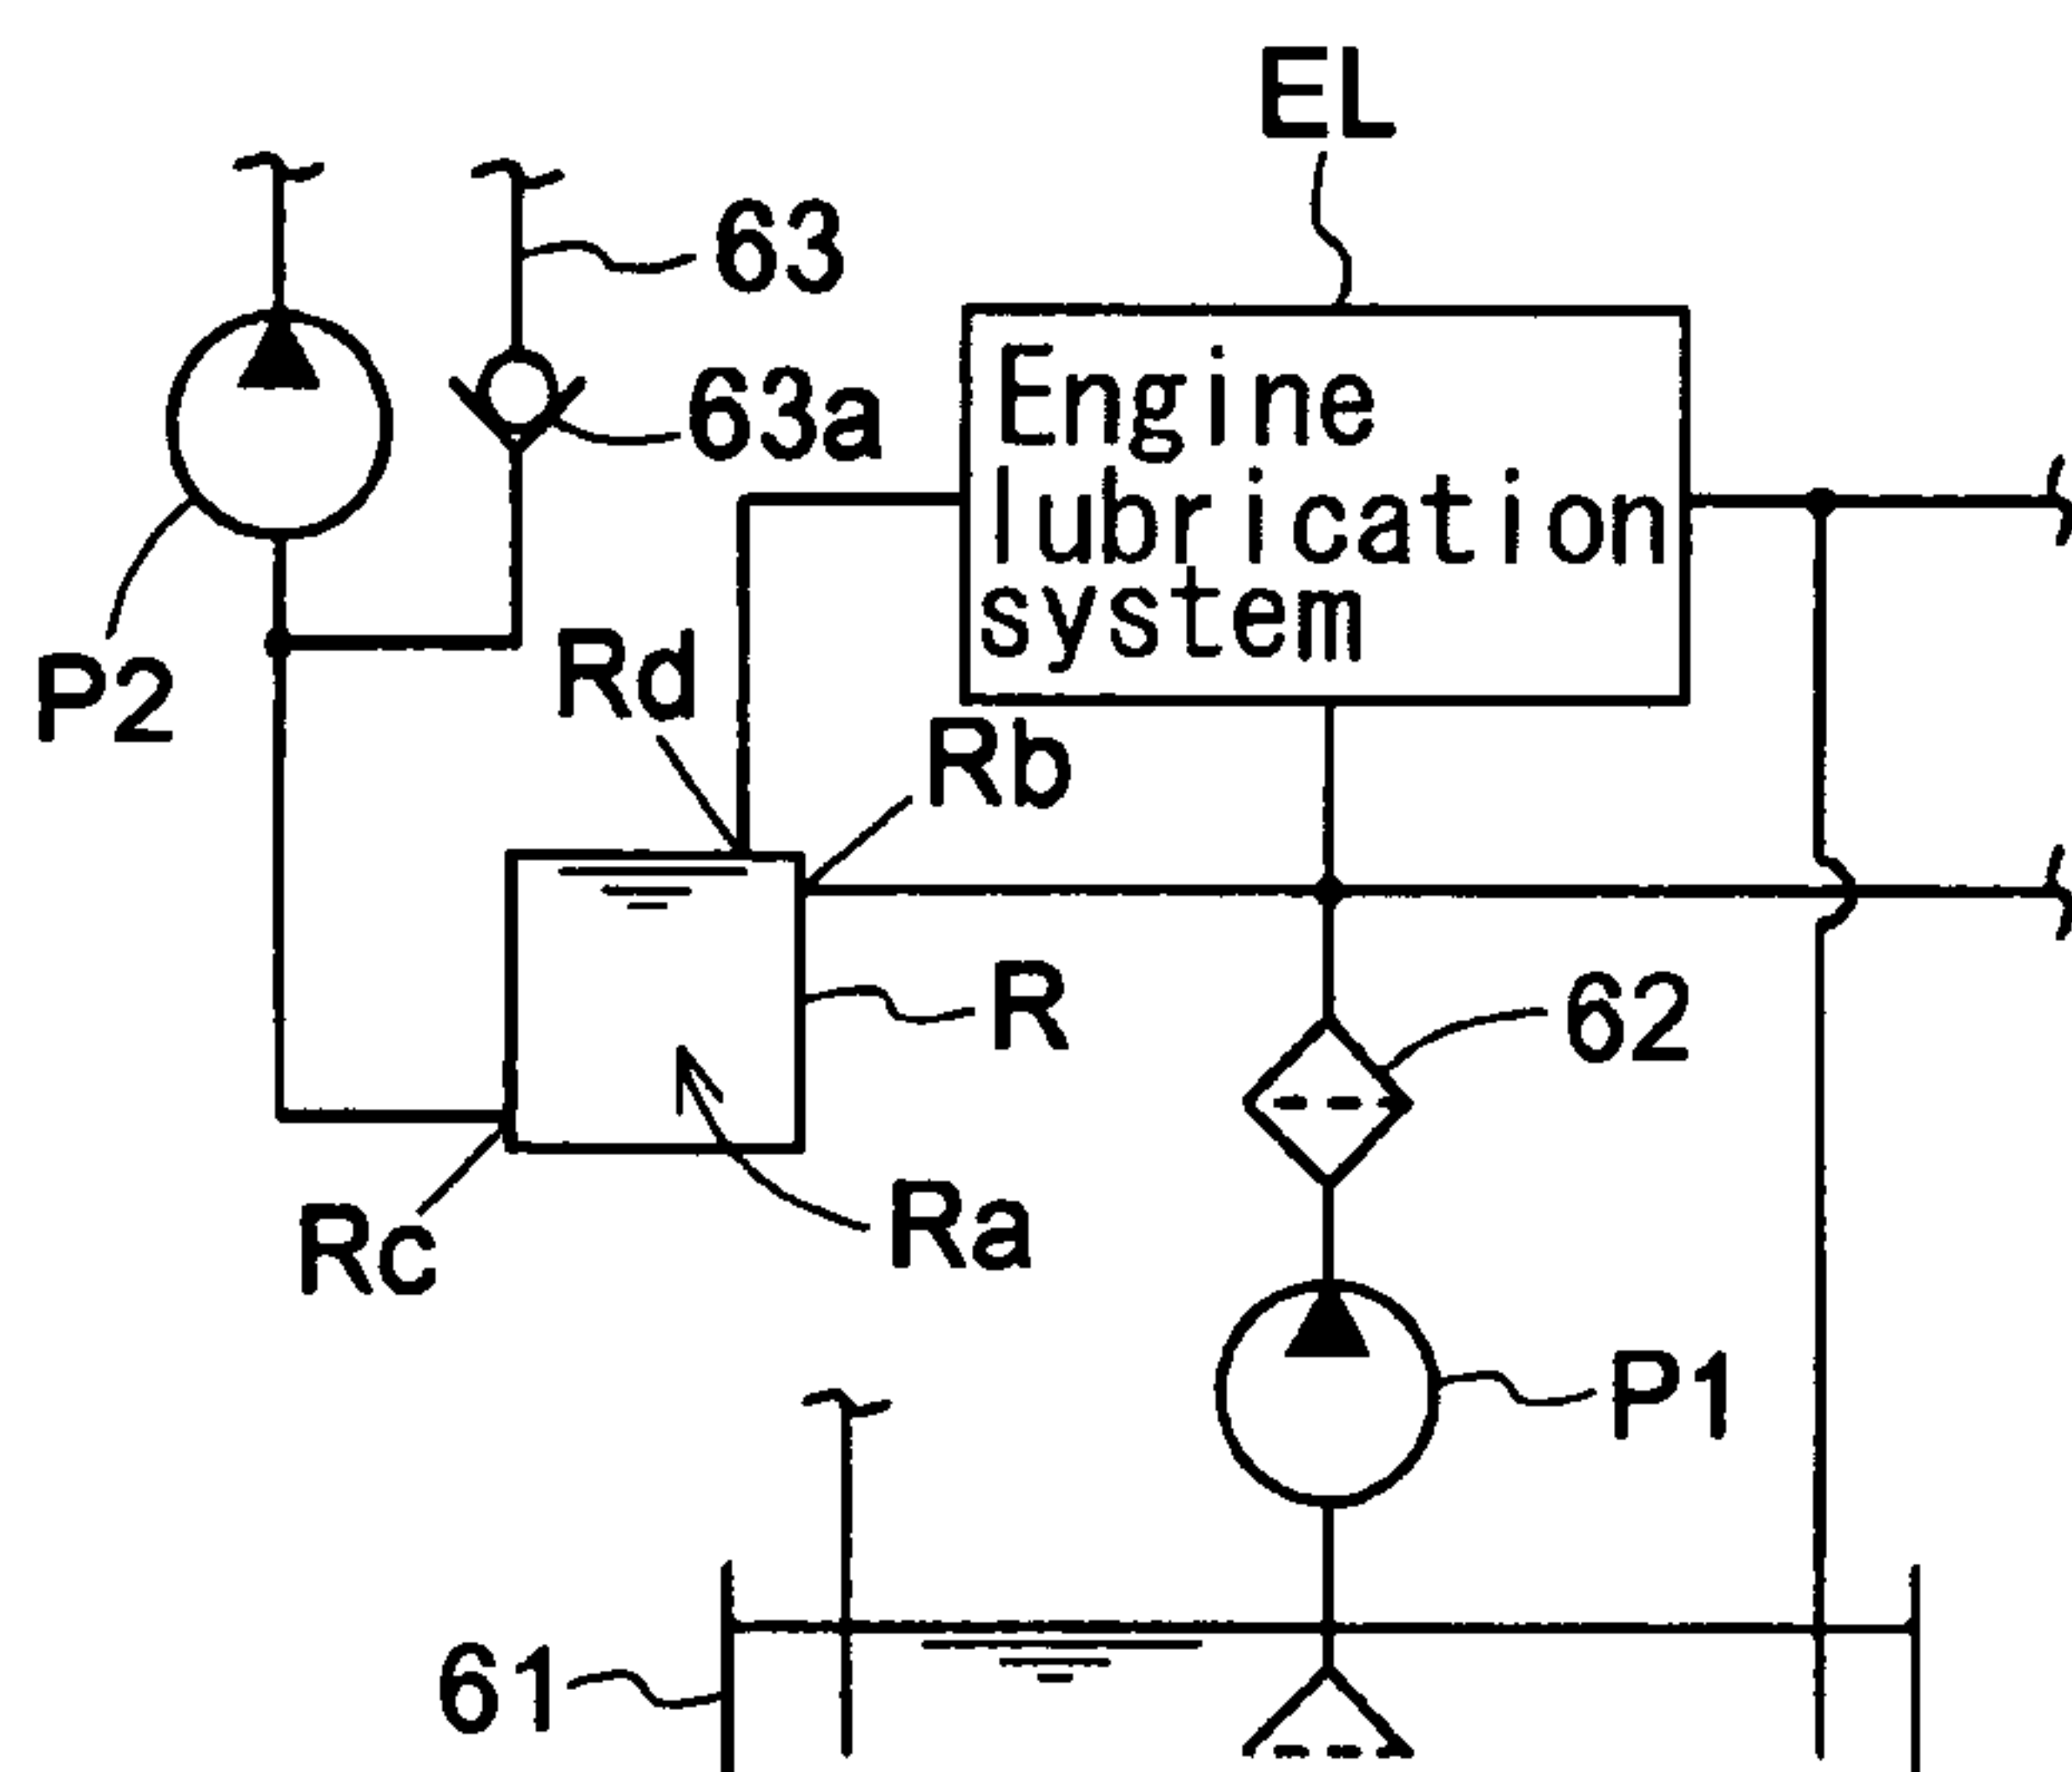 EL
63
63a
Engine
lubrication
system
P2
Rd
Rb
R
62
Rc
Ra
P1
61